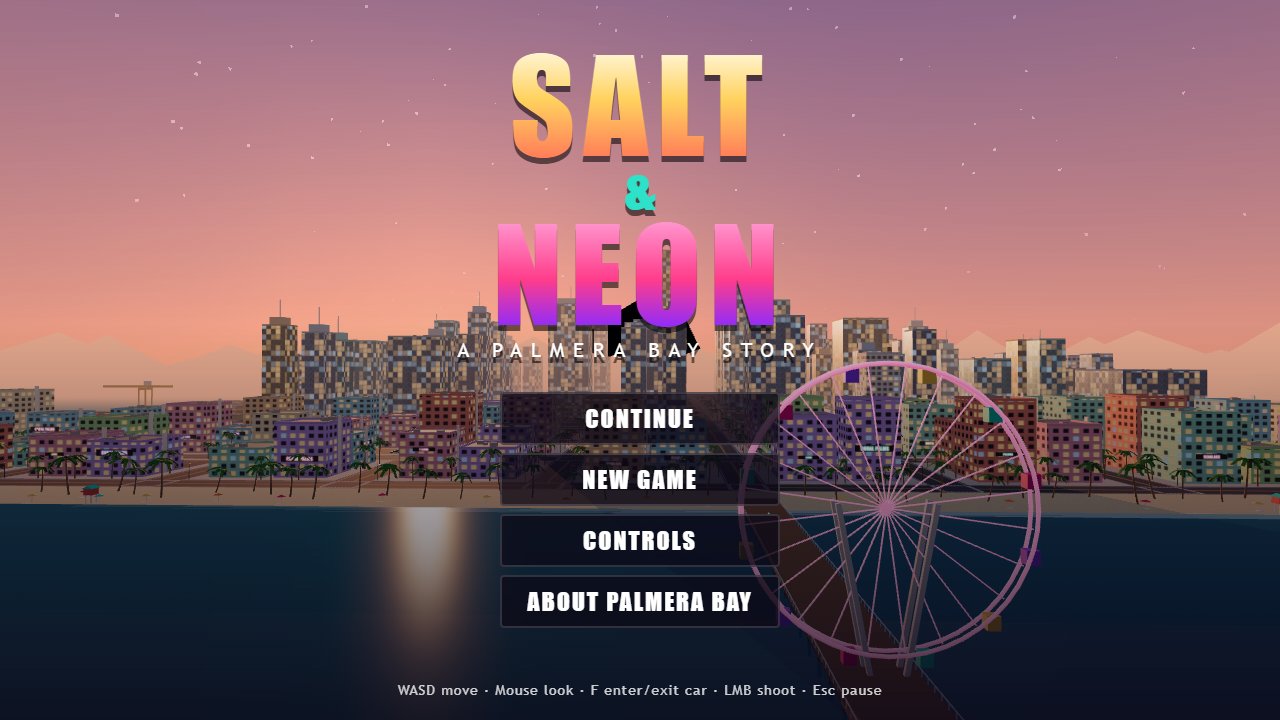 SALT
&
NEON
A PALMERA BAY STORY
CONTINUE
NEW GAME
CONTROLS
ABOUT PALMERA BAY
WASD move · Mouse look · F enter/exit car · LMB shoot · Esc pause